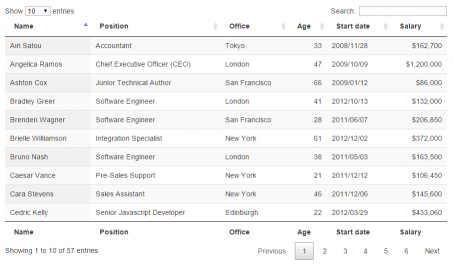 Show 10 entries Search:
Name Position Office Age Start date Salary
Airi Satou Accountant Tokyo 33 2008/11/28 $162,700
Angelica Ramos Chief Executive Officer (CEO) London 47 2009/10/09 $1,200,000
Ashton Cox Junior Technical Author San Francisco 66 2009/01/12 $86,000
Bradley Greer Software Engineer London 41 2012/10/13 $132,000
Brenden Wagner Software Engineer San Francisco 28 2011/06/07 $206,850
Brielle Williamson Integration Specialist New York 61 2012/12/02 $372,000
Bruno Nash Software Engineer London 38 2011/05/03 $163,500
Caesar Vance Pre-Sales Support New York 21 2011/12/12 $106,450
Cara Stevens Sales Assistant New York 46 2011/12/06 $145,600
Cedric Kelly Senior Javascript Developer Edinburgh 22 2012/03/29 $433,060
Name Position Office Age Start date Salary
Showing 1 to 10 of 57 entries Previous 1 2 3 4 5 6 Next